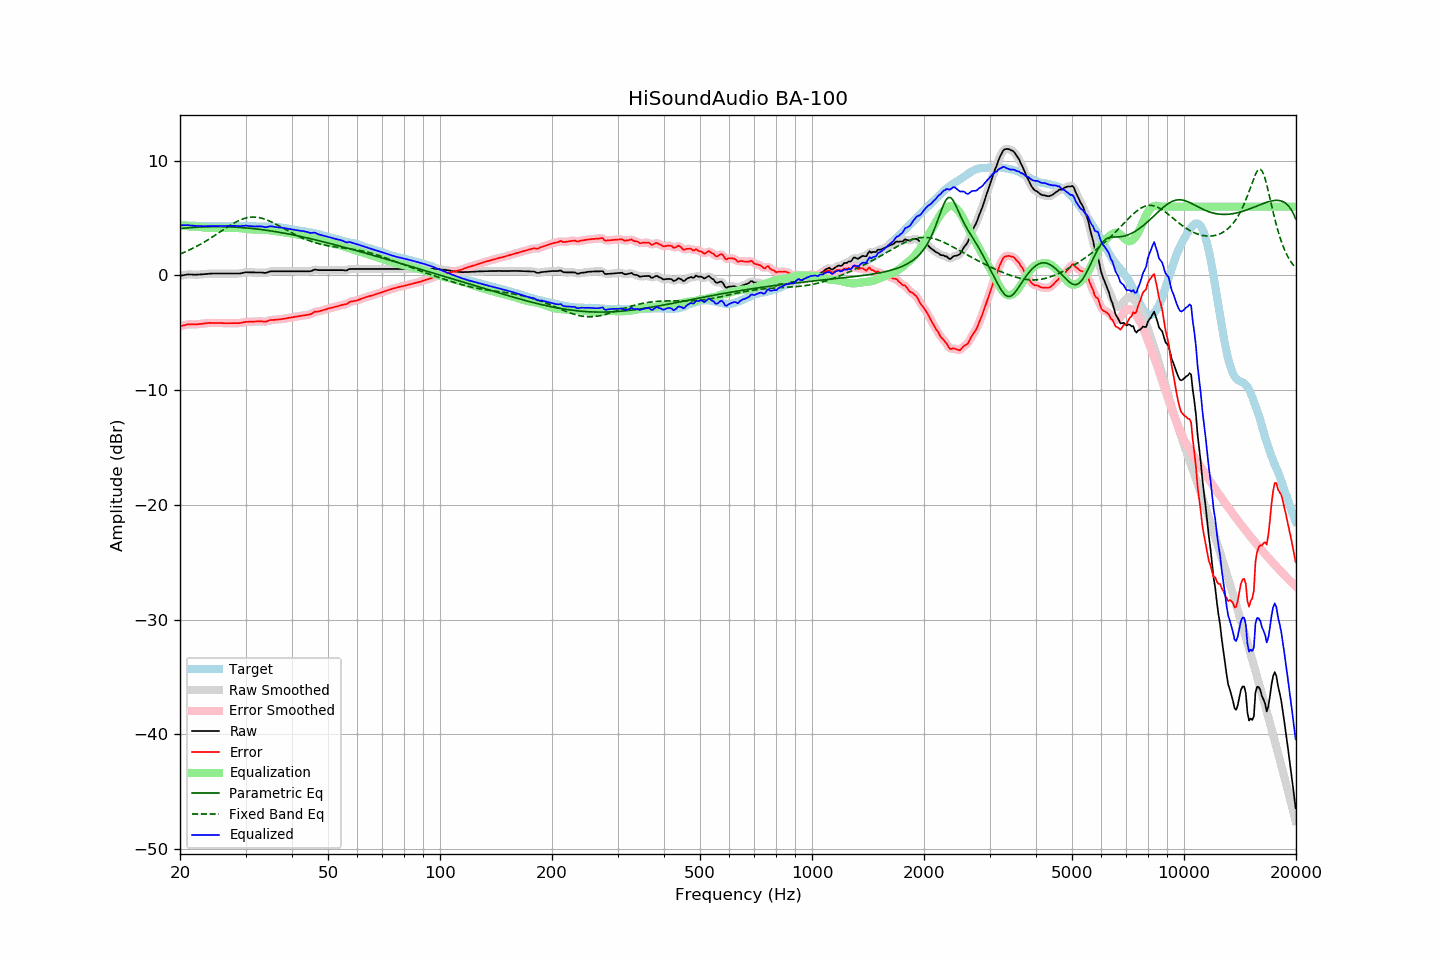 HiSoundAudio BA-100
10
0
−10
−20
−30
−40
−50
Amplitude (dBr)
Target
Raw Smoothed
Error Smoothed
Raw
Error
Equalization
Parametric Eq
Fixed Band Eq
Equalized
20 50 100 200 500 1000 2000 5000 10000 20000
Frequency (Hz)